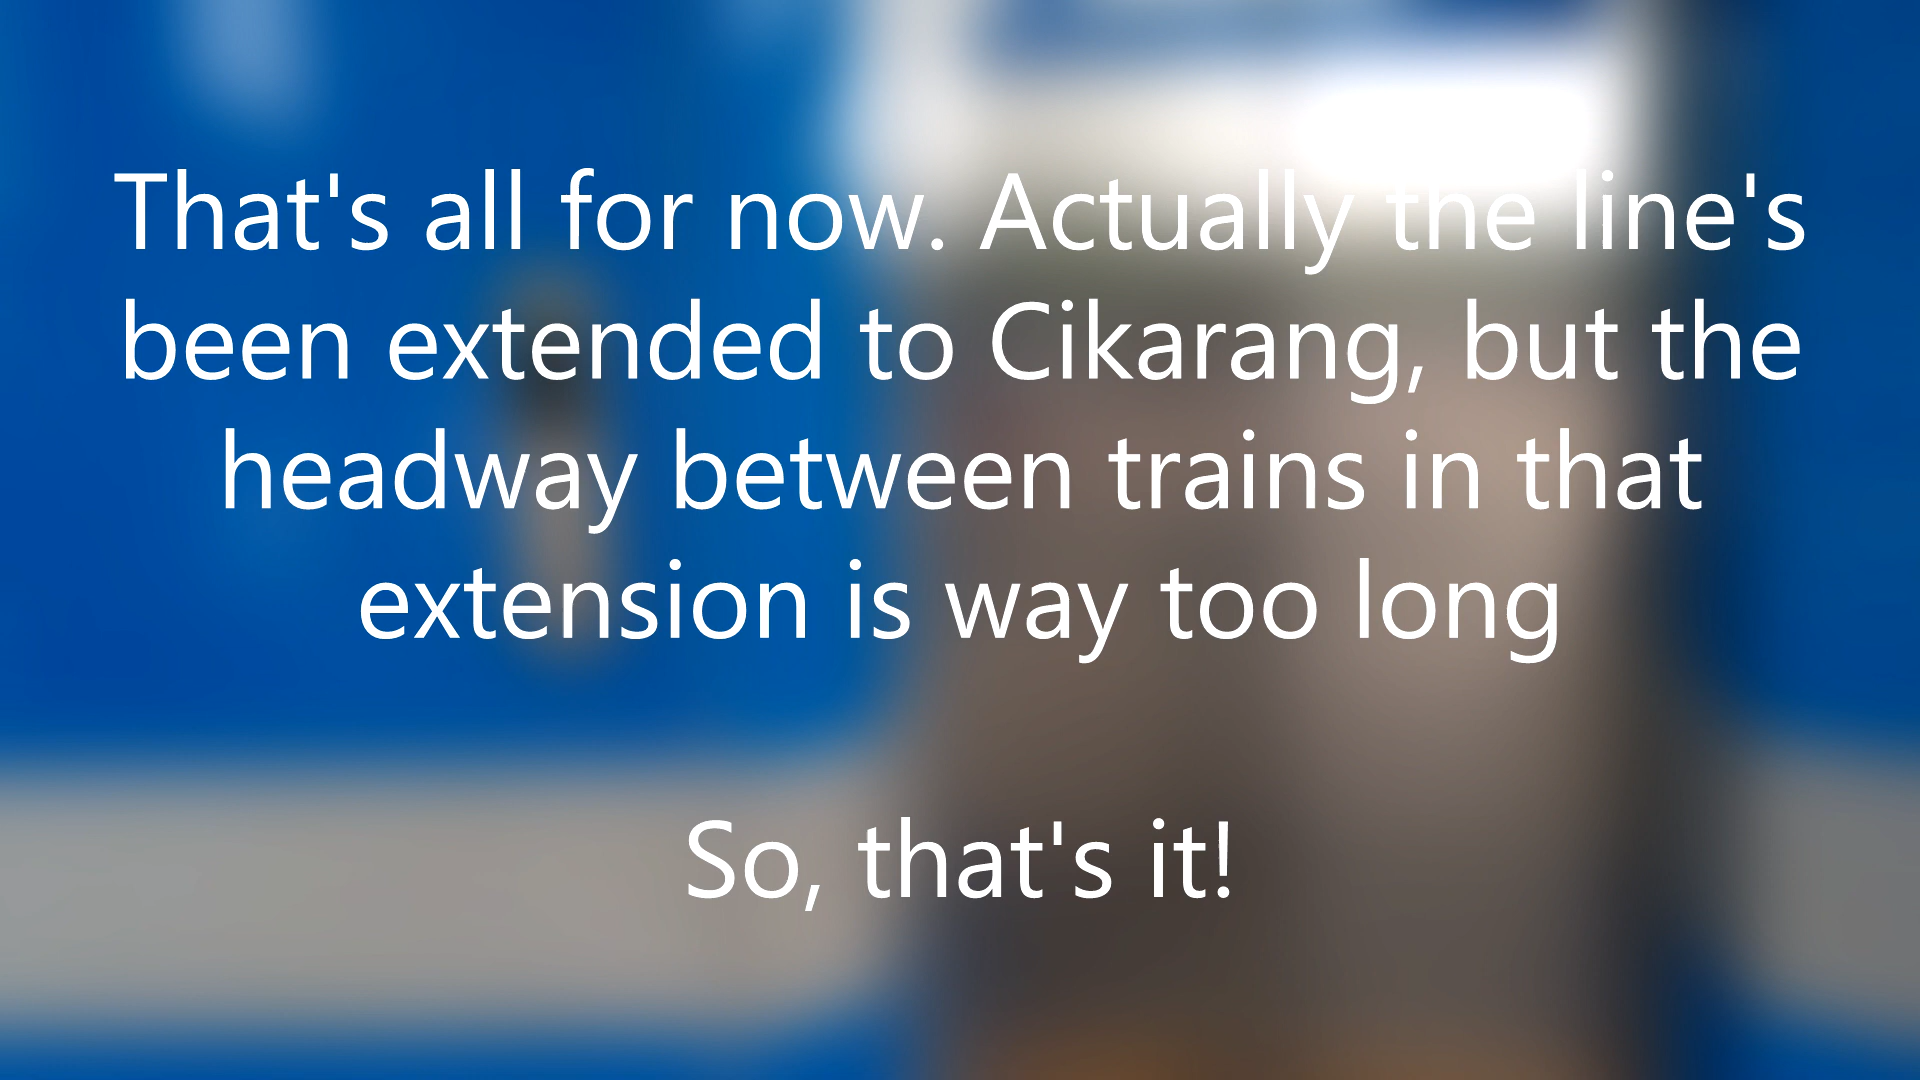 That's all for now. Actually the line's
been extended to Cikarang, but the
headway between trains in that
extension is way too long
So, that's it!